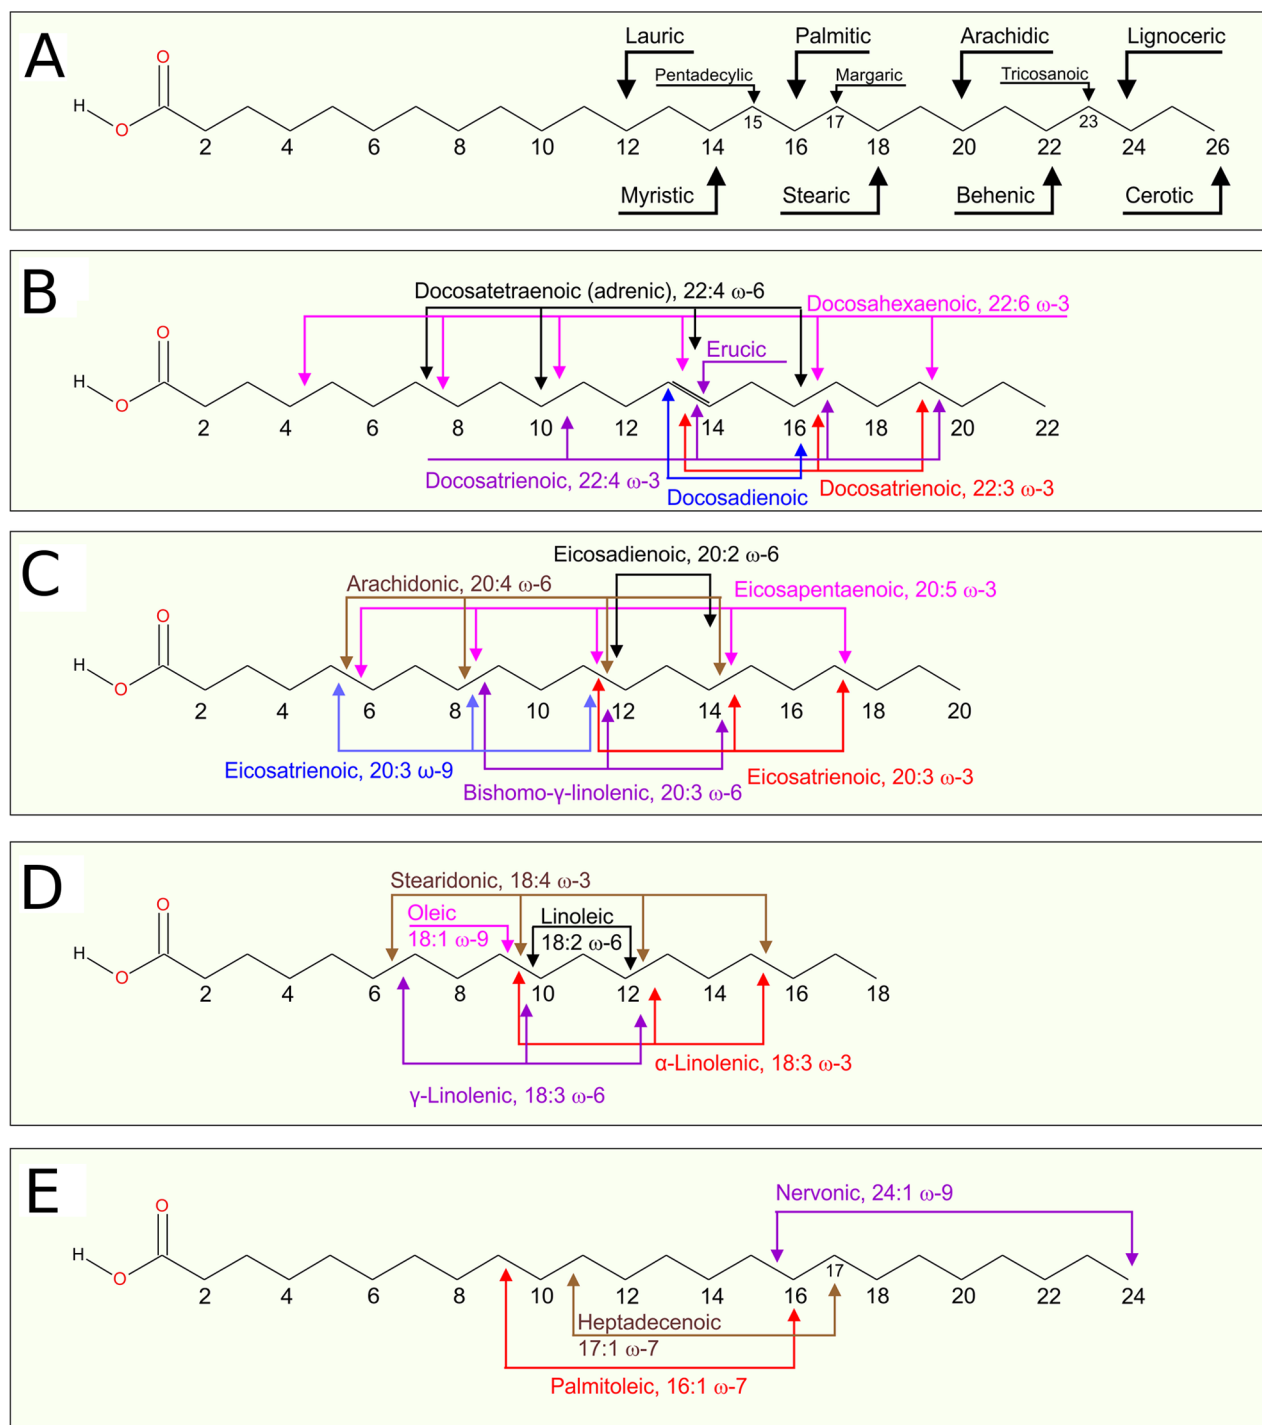 A
Lauric
Palmitic
Arachidic
Lignoceric
Pentadecylic
Margaric
Tricosanoic
O
H
O
15
17
23
2 4 6 8 10 12 14 16 18 20 22 24 26
Myristic
Stearic
Behenic
Cerotic
B
Docosatetraenoic (adrenic), 22:4 ω-6
Docosahexaenoic, 22:6 ω-3
O
Erucic
H
O
2 4 6 8 10 12 14 16 18 20 22
Docosatrienoic, 22:4 ω-3
Docosatrienoic, 22:3 ω-3
Docosadienoic
C
Eicosadienoic, 20:2 ω-6
Arachidonic, 20:4 ω-6
Eicosapentaenoic, 20:5 ω-3
O
H
O
2 4 6 8 10 12 14 16 18 20
Eicosatrienoic, 20:3 ω-9
Eicosatrienoic, 20:3 ω-3
Bishomo-γ-linolenic, 20:3 ω-6
D
Stearidonic, 18:4 ω-3
O
Oleic
18:1 ω-9
Linoleic
18:2 ω-6
H
O
2 4 6 8 10 12 14 16 18
α-Linolenic, 18:3 ω-3
γ-Linolenic, 18:3 ω-6
E
Nervonic, 24:1 ω-9
O
H
O
17
2 4 6 8 10 12 14 16 18 20 22 24
Heptadecenoic
17:1 ω-7
Palmitoleic, 16:1 ω-7